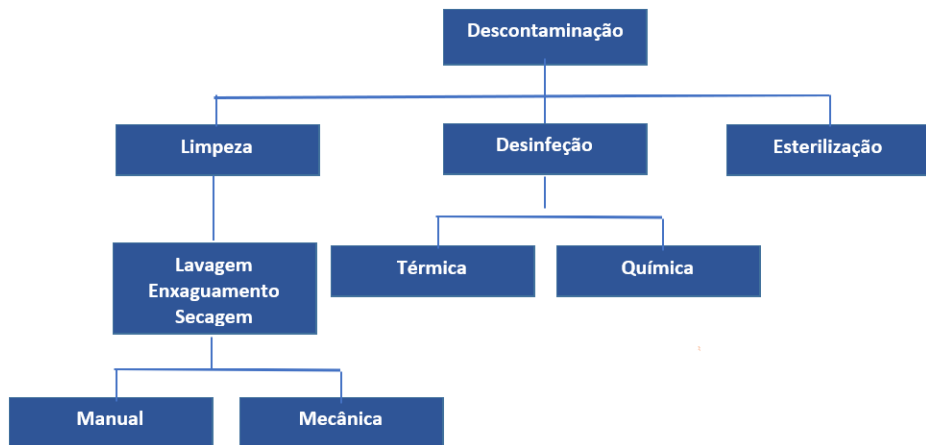 Descontaminação
Limpeza
Desinfeção
Esterilização
Lavagem
Enxaguamento
Secagem
Térmica
Química
Manual
Mecânica